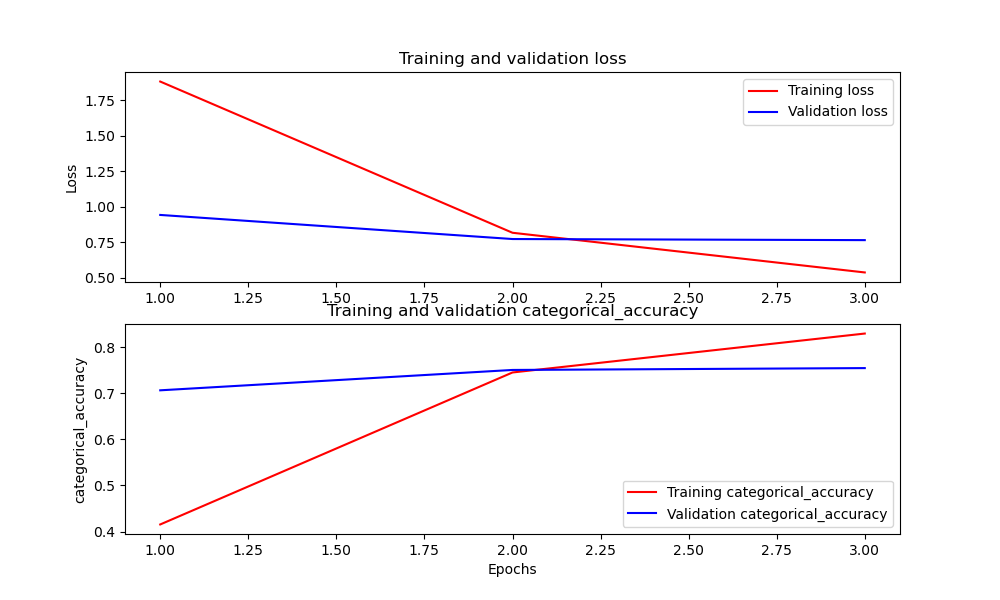 Training and validation loss
Training loss
Validation loss
Loss
1.75
1.50
1.25
1.00
0.75
0.50
1.00 1.25 1.50 1.75 2.00 2.25 2.50 2.75 3.00
Training and validation categorical_accuracy
categorical_accuracy
0.8
0.7
0.6
0.5
0.4
Training categorical_accuracy
Validation categorical_accuracy
1.00 1.25 1.50 1.75 2.00 2.25 2.50 2.75 3.00
Epochs